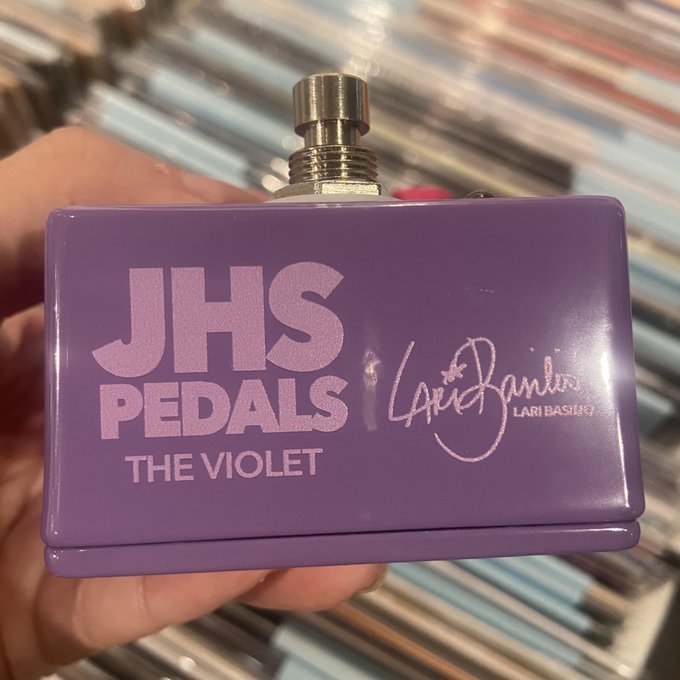 JHS
PEDALS
THE VIOLET
Lari Basilio
LARI BASILIO